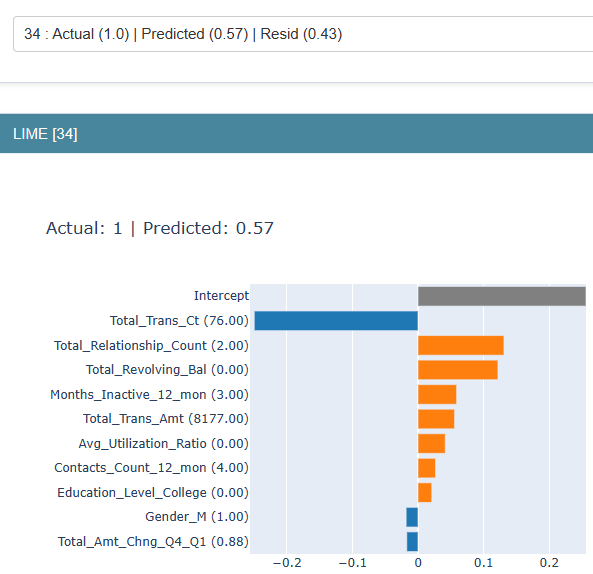 34 : Actual (1.0) | Predicted (0.57) | Resid (0.43)
LIME [34]
Actual: 1 | Predicted: 0.57
Intercept
Total_Trans_Ct (76.00)
Total_Relationship_Count (2.00)
Total_Revolving_Bal (0.00)
Months_Inactive_12_mon (3.00)
Total_Trans_Amt (8177.00)
Avg_Utilization_Ratio (0.00)
Contacts_Count_12_mon (4.00)
Education_Level_College (0.00)
Gender_M (1.00)
Total_Amt_Chng_Q4_Q1 (0.88)
−0.2 −0.1 0 0.1 0.2